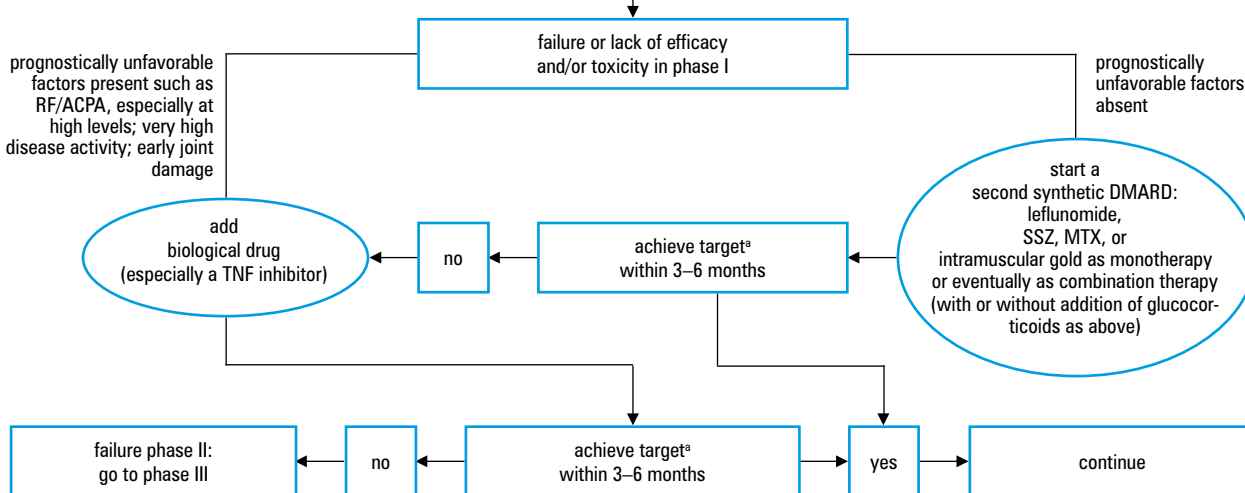 failure or lack of efficacy
and/or toxicity in phase I
prognostically unfavorable
factors present such as
RF/ACPA, especially at
high levels; very high
disease activity; early joint
damage
prognostically
unfavorable factors
absent
add
biological drug
(especially a TNF inhibitor)
no
achieve targetᵃ
within 3–6 months
start a
second synthetic DMARD:
leflunomide,
SSZ, MTX, or
intramuscular gold as monotherapy
or eventually as combination therapy
(with or without addition of glucocor-
ticoids as above)
failure phase II:
go to phase III
no
achieve targetᵃ
within 3–6 months
yes
continue